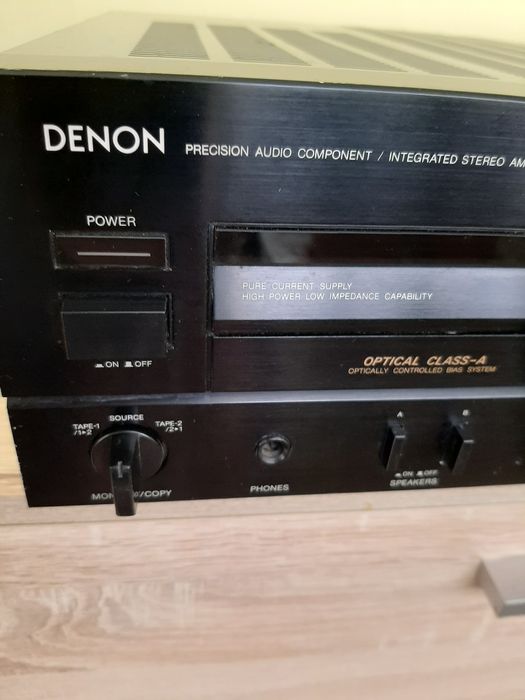 DENON PRECISION AUDIO COMPONENT / INTEGRATED STEREO AM
POWER
PURE CURRENT SUPPLY
HIGH POWER LOW IMPEDANCE CAPABILITY
ON OFF
OPTICAL CLASS-A
OPTICALLY CONTROLLED BIAS SYSTEM
SOURCE
TAPE-1 TAPE-2
/1▸2 /2▸1
/COPY
PHONES
A B
ON OFF
SPEAKERS